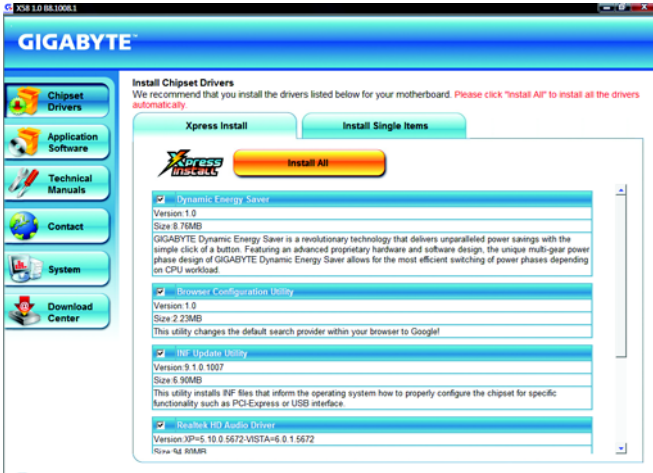 X58 1.0 B8.1008.1
GIGABYTE™
Chipset
Drivers
Application
Software
Technical
Manuals
Contact
System
Download
Center
Install Chipset Drivers
We recommend that you install the drivers listed below for your motherboard. Please click "Install All" to install all the drivers
automatically.
Xpress Install
Install Single Items
Xpress
INSTALL
Install All
Dynamic Energy Saver
Version:1.0
Size:8.76MB
GIGABYTE Dynamic Energy Saver is a revolutionary technology that delivers unparalleled power savings with the
simple click of a button. Featuring an advanced proprietary hardware and software design, the unique multi-gear power
phase design of GIGABYTE Dynamic Energy Saver allows for the most efficient switching of power phases depending
on CPU workload.
Browser Configuration Utility
Version:1.0
Size:2.23MB
This utility changes the default search provider within your browser to Google!
INF Update Utility
Version:9.1.0.1007
Size:6.90MB
This utility installs INF files that inform the operating system how to properly configure the chipset for specific
functionality such as PCI-Express or USB interface.
Realtek HD Audio Driver
Version:XP=5.10.0.5672-VISTA=6.0.1.5672
Size:94.80MB